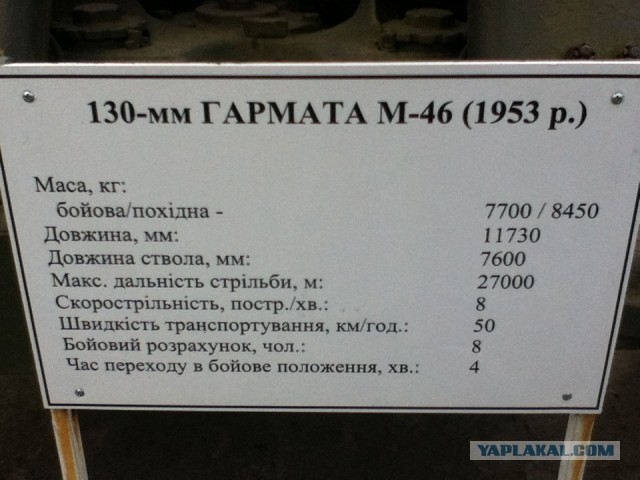 130-мм ГАРМАТА М-46 (1953 р.)
Маса, кг:
бойова/похідна - 7700 / 8450
Довжина, мм: 11730
Довжина ствола, мм: 7600
Макс. дальність стрільби, м: 27000
Скорострільність, постр./хв.: 8
Швидкість транспортування, км/год.: 50
Бойовий розрахунок, чол.: 8
Час переходу в бойове положення, хв.: 4
YAPLAKAL.COM